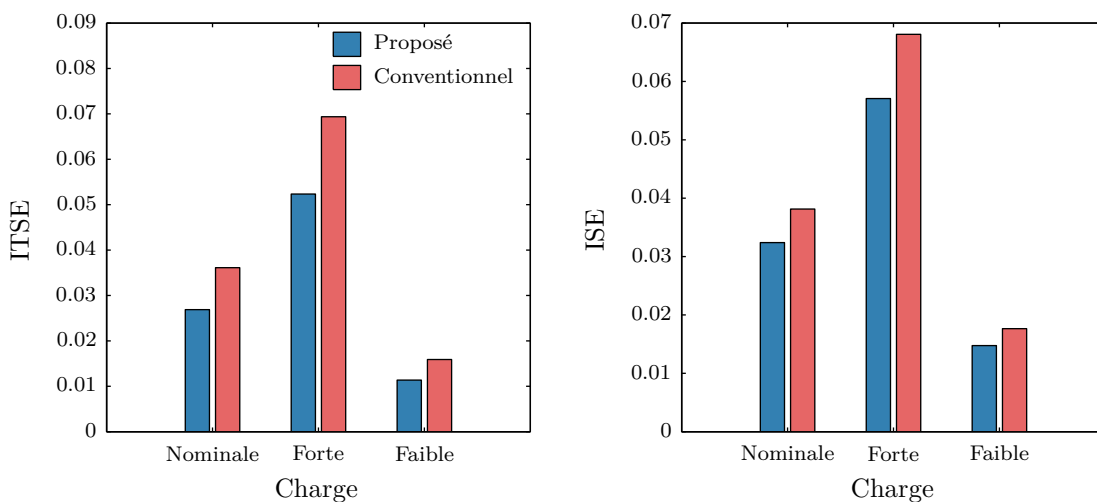 0.09
0.08
0.07
0.06
0.05
0.04
0.03
0.02
0.01
0
ITSE
Proposé
Conventionnel
Nominale Forte Faible
Charge
0.07
0.06
0.05
0.04
0.03
0.02
0.01
0
ISE
Nominale Forte Faible
Charge